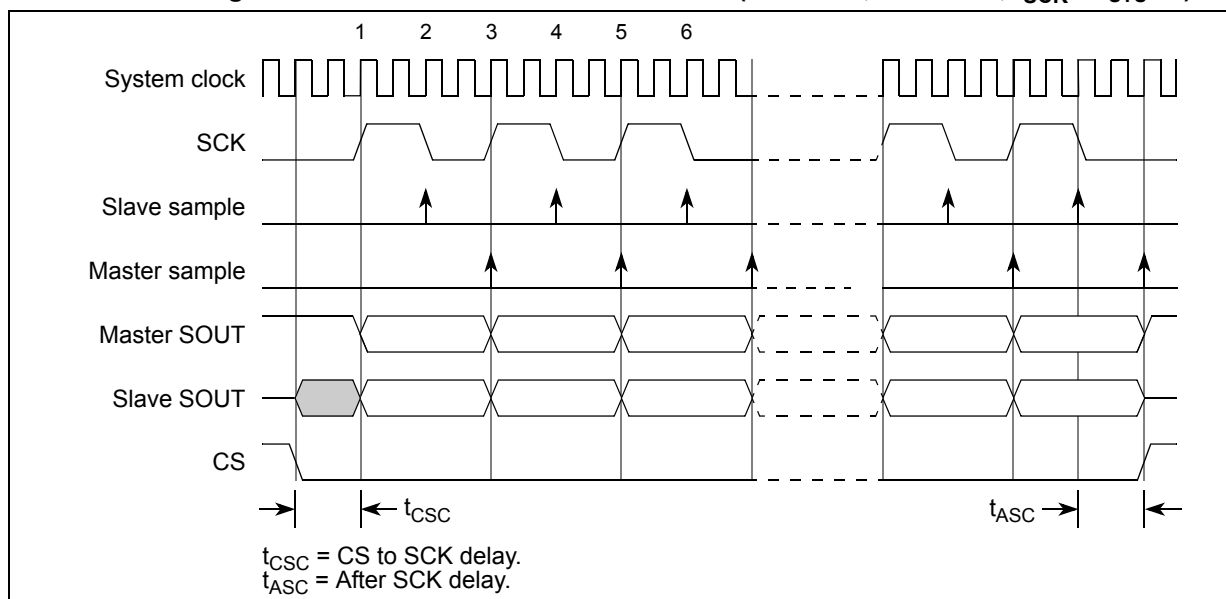 1 2 3 4 5 6
System clock
SCK
Slave sample
Master sample
Master SOUT
Slave SOUT
CS
tCSC
tASC
tCSC = CS to SCK delay.
tASC = After SCK delay.